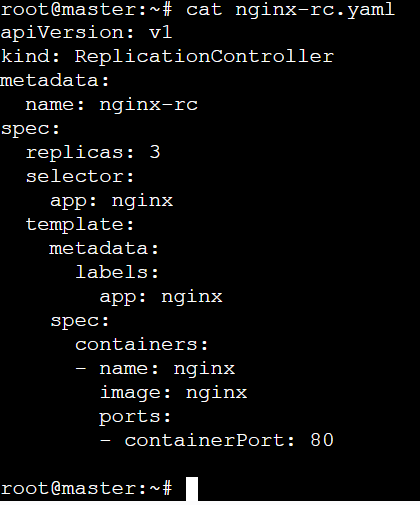 root@master:~# cat nginx-rc.yaml
apiVersion: v1
kind: ReplicationController
metadata:
  name: nginx-rc
spec:
  replicas: 3
  selector:
    app: nginx
  template:
    metadata:
      labels:
        app: nginx
    spec:
      containers:
      - name: nginx
        image: nginx
        ports:
        - containerPort: 80

root@master:~#